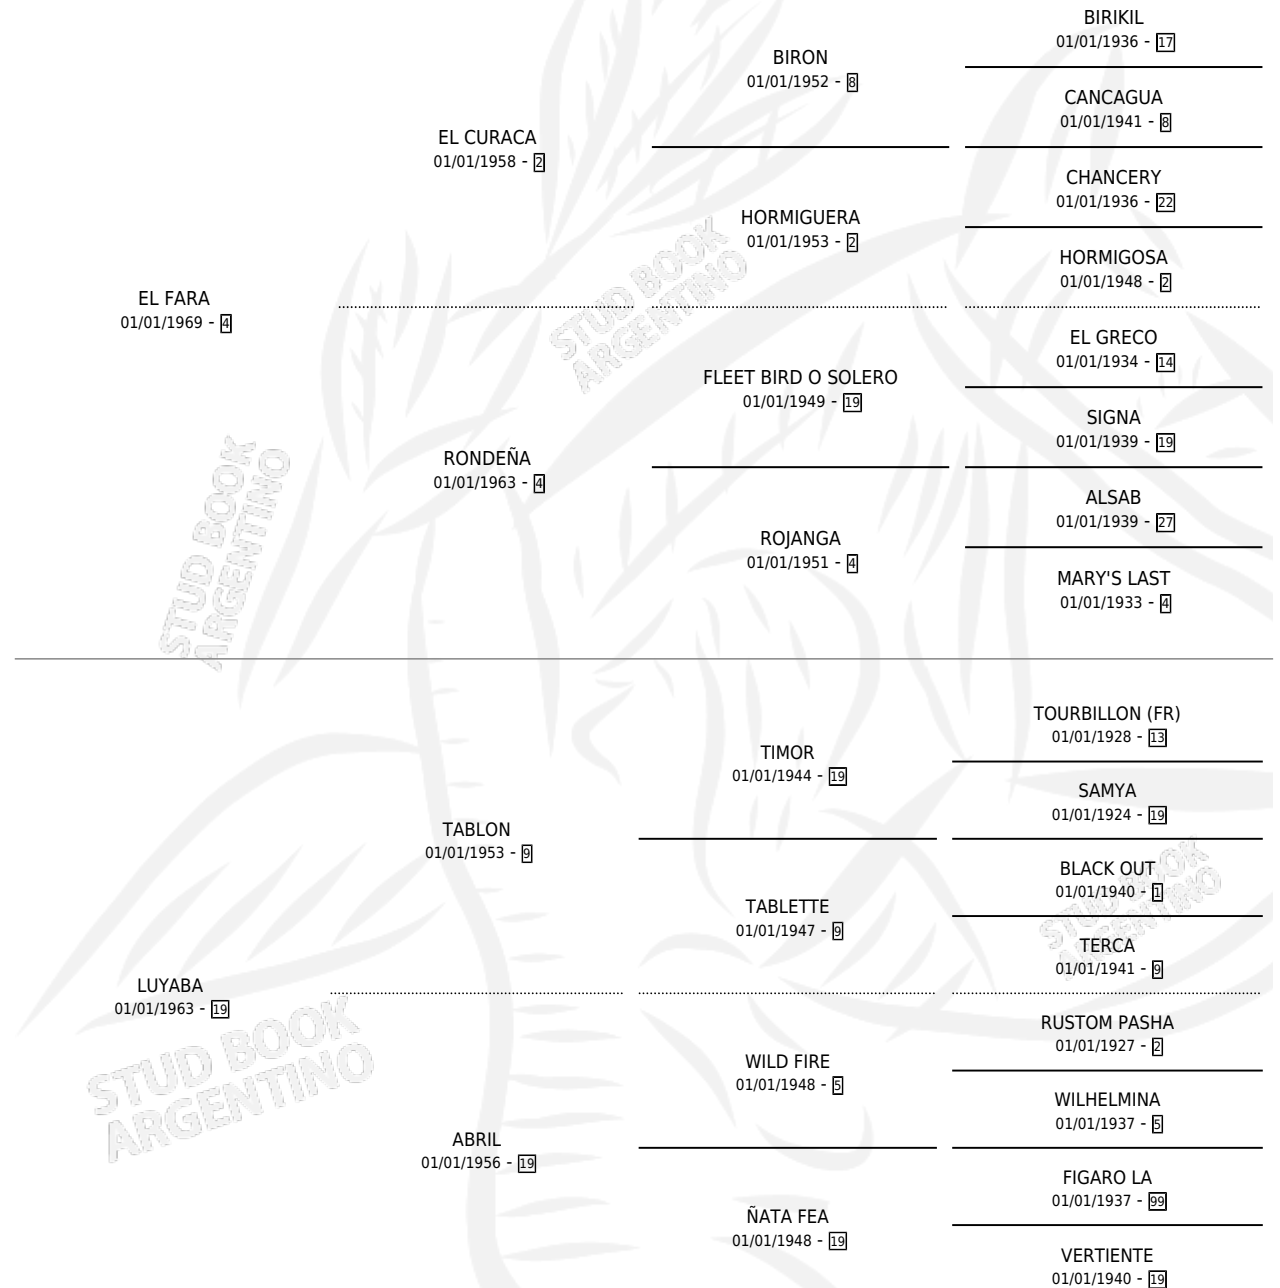 BIRIKIL
01/01/1936 - 17
BIRON
01/01/1952 - 8
CANCAGUA
01/01/1941 - 8
EL CURACA
01/01/1958 - 2
CHANCERY
01/01/1936 - 22
HORMIGUERA
01/01/1953 - 2
HORMIGOSA
01/01/1948 - 2
EL FARA
01/01/1969 - 4
EL GRECO
01/01/1934 - 14
FLEET BIRD O SOLERO
01/01/1949 - 19
SIGNA
01/01/1939 - 19
RONDEÑA
01/01/1963 - 4
ALSAB
01/01/1939 - 27
ROJANGA
01/01/1951 - 4
MARY'S LAST
01/01/1933 - 4
TOURBILLON (FR)
01/01/1928 - 13
TIMOR
01/01/1944 - 19
SAMYA
01/01/1924 - 19
TABLON
01/01/1953 - 9
BLACK OUT
01/01/1940 - 1
TABLETTE
01/01/1947 - 9
TERCA
01/01/1941 - 9
LUYABA
01/01/1963 - 19
RUSTOM PASHA
01/01/1927 - 2
WILD FIRE
01/01/1948 - 5
WILHELMINA
01/01/1937 - 5
ABRIL
01/01/1956 - 19
FIGARO LA
01/01/1937 - 99
ÑATA FEA
01/01/1948 - 19
VERTIENTE
01/01/1940 - 19
STUD BOOK
ARGENTINO
STUD BOOK
ARGENTINO
STUD BOOK
ARGENTINO
STUD BOOK
ARGENTINO